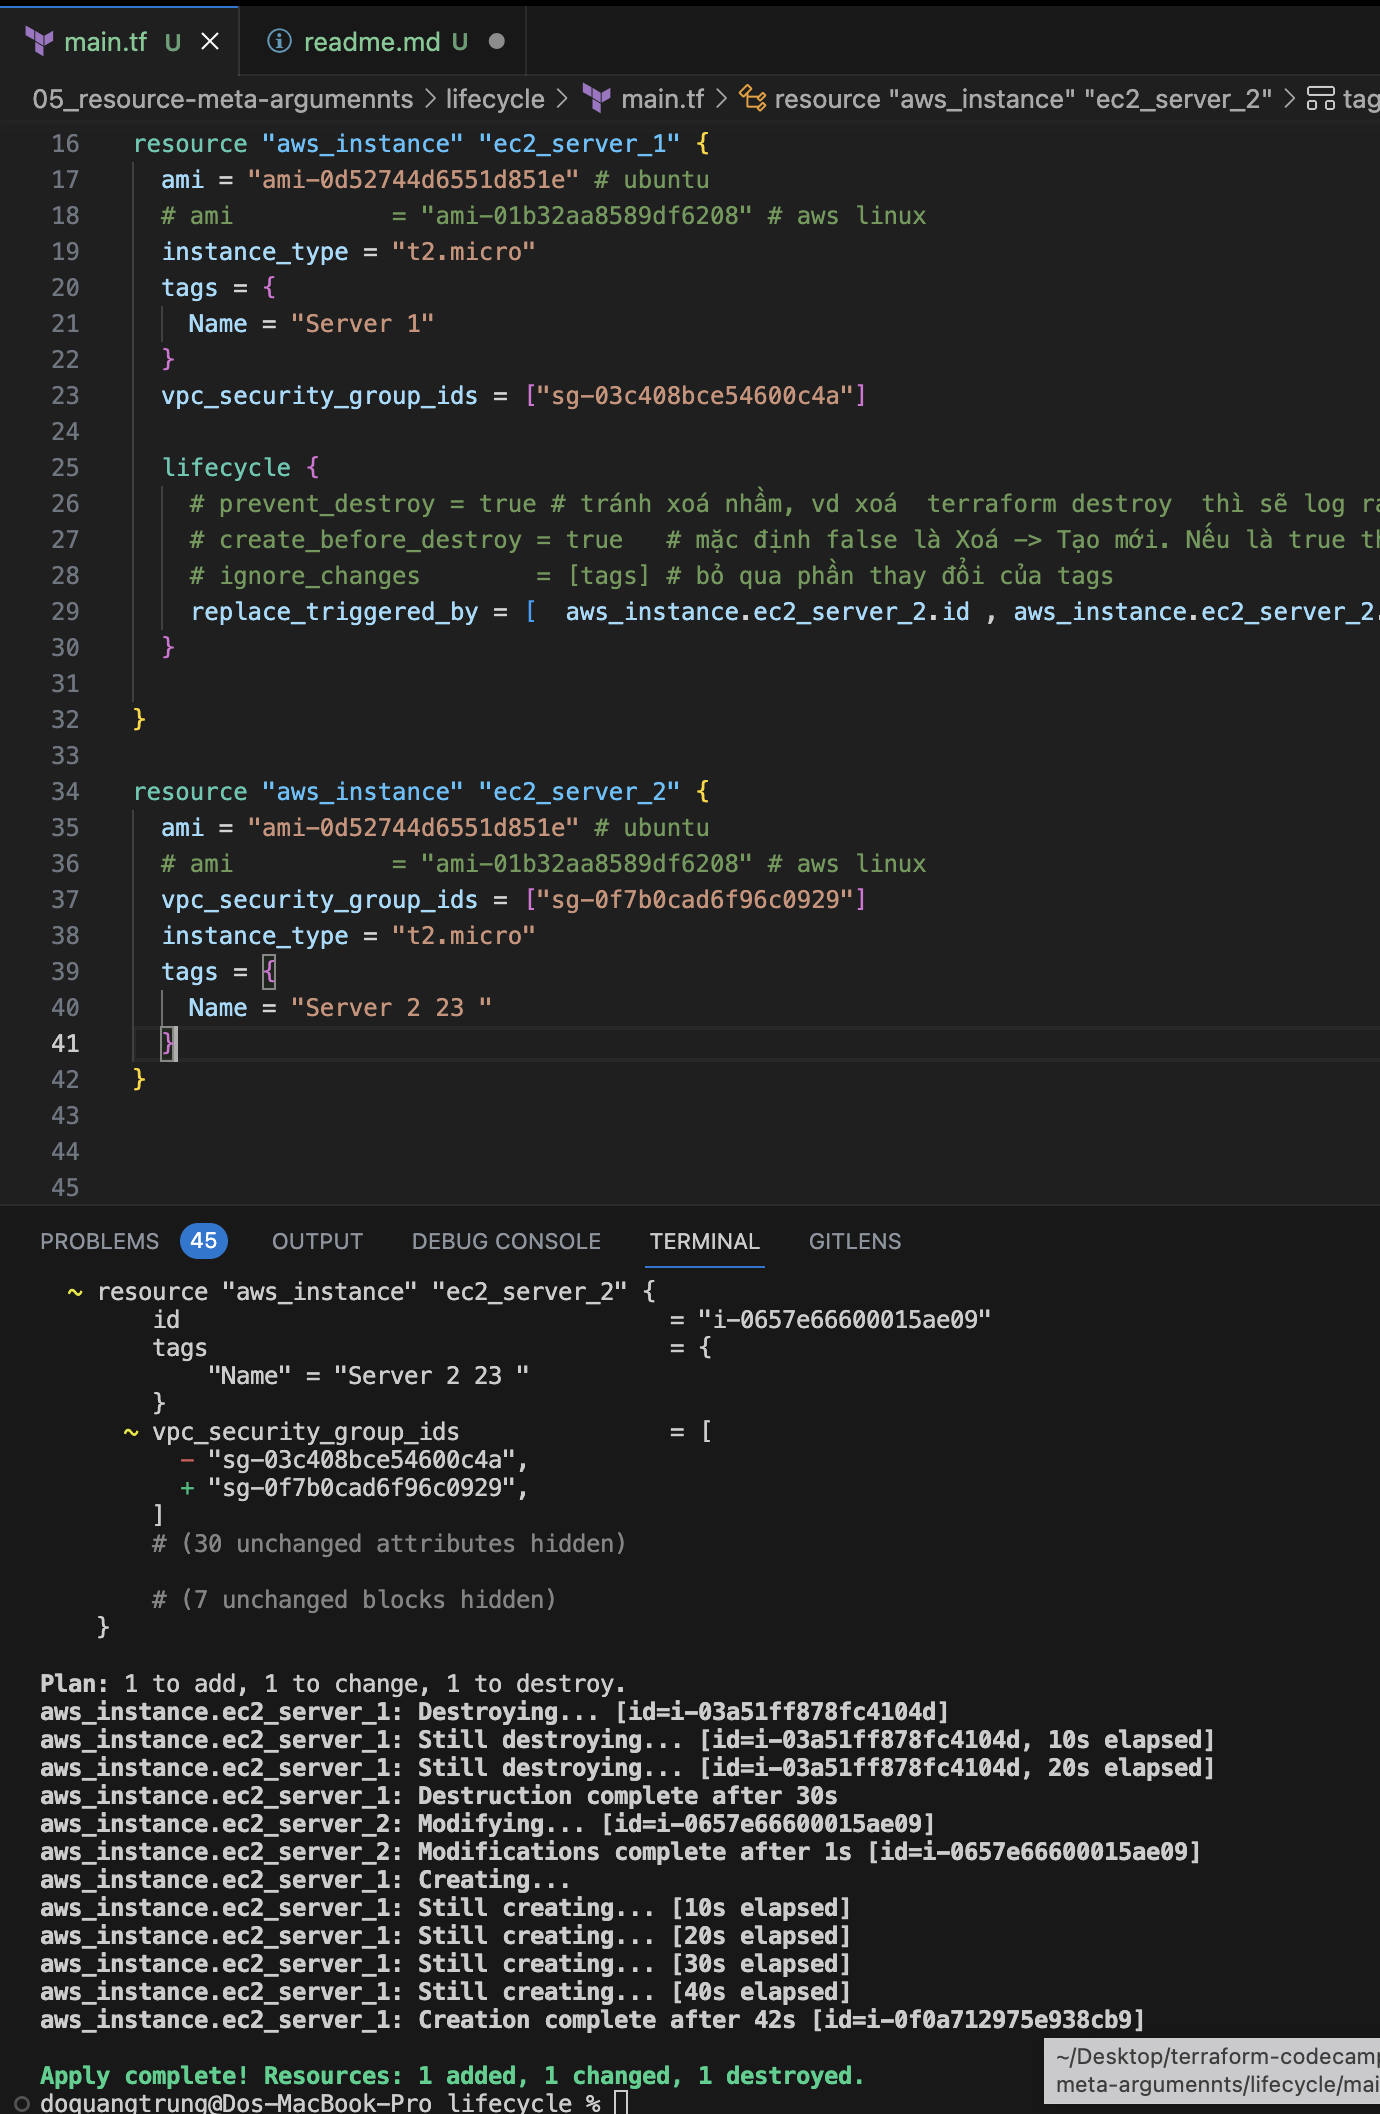 main.tf U
readme.md U
05_resource-meta-argumennts > lifecycle > main.tf > resource "aws_instance" "ec2_server_2" > tag
16 resource "aws_instance" "ec2_server_1" {
17 ami = "ami-0d52744d6551d851e" # ubuntu
18 # ami = "ami-01b32aa8589df6208" # aws linux
19 instance_type = "t2.micro"
20 tags = {
21 Name = "Server 1"
22 }
23 vpc_security_group_ids = ["sg-03c408bce54600c4a"]
24
25 lifecycle {
26 # prevent_destroy = true # tránh xoá nhầm, vd xoá terraform destroy thì sẽ log
27 # create_before_destroy = true # mặc định false là Xoá -> Tạo mới. Nếu là true
28 # ignore_changes = [tags] # bỏ qua phần thay đổi của tags
29 replace_triggered_by = [ aws_instance.ec2_server_2.id , aws_instance.ec2_server_2.
30 }
31
32 }
33
34 resource "aws_instance" "ec2_server_2" {
35 ami = "ami-0d52744d6551d851e" # ubuntu
36 # ami = "ami-01b32aa8589df6208" # aws linux
37 vpc_security_group_ids = ["sg-0f7b0cad6f96c0929"]
38 instance_type = "t2.micro"
39 tags = {
40 Name = "Server 2 23 "
41 }
42 }
43
44
45
PROBLEMS 45 OUTPUT DEBUG CONSOLE TERMINAL GITLENS
~ resource "aws_instance" "ec2_server_2" {
id = "i-0657e66600015ae09"
tags = {
"Name" = "Server 2 23 "
}
~ vpc_security_group_ids = [
- "sg-03c408bce54600c4a",
+ "sg-0f7b0cad6f96c0929",
]
# (30 unchanged attributes hidden)
# (7 unchanged blocks hidden)
}
Plan: 1 to add, 1 to change, 1 to destroy.
aws_instance.ec2_server_1: Destroying... [id=i-03a51ff878fc4104d]
aws_instance.ec2_server_1: Still destroying... [id=i-03a51ff878fc4104d, 10s elapsed]
aws_instance.ec2_server_1: Still destroying... [id=i-03a51ff878fc4104d, 20s elapsed]
aws_instance.ec2_server_1: Destruction complete after 30s
aws_instance.ec2_server_2: Modifying... [id=i-0657e66600015ae09]
aws_instance.ec2_server_2: Modifications complete after 1s [id=i-0657e66600015ae09]
aws_instance.ec2_server_1: Creating...
aws_instance.ec2_server_1: Still creating... [10s elapsed]
aws_instance.ec2_server_1: Still creating... [20s elapsed]
aws_instance.ec2_server_1: Still creating... [30s elapsed]
aws_instance.ec2_server_1: Still creating... [40s elapsed]
aws_instance.ec2_server_1: Creation complete after 42s [id=i-0f0a712975e938cb9]
Apply complete! Resources: 1 added, 1 changed, 1 destroyed.
doquangtrung@Dos-MacBook-Pro lifecycle %
~/Desktop/terraform-codecamp
meta-argumennts/lifecycle/mai